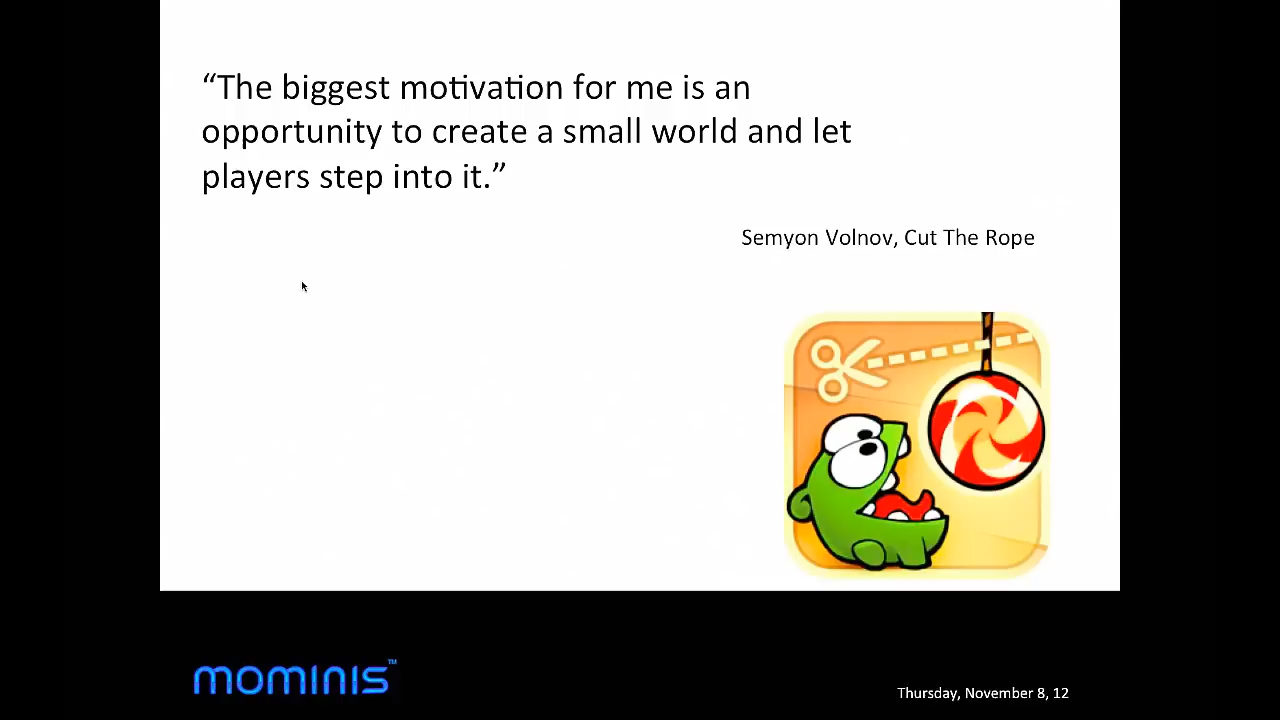 “The biggest motivation for me is an
opportunity to create a small world and let
players step into it.”
Semyon Volnov, Cut The Rope
mominis™
Thursday, November 8, 12